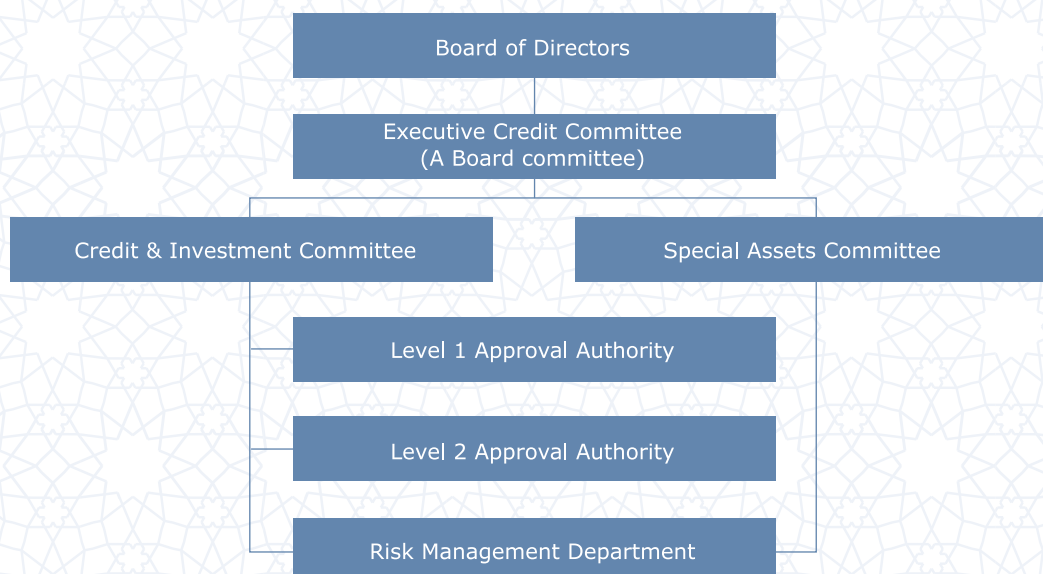 Board of Directors
Executive Credit Committee
(A Board committee)
Credit & Investment Committee
Special Assets Committee
Level 1 Approval Authority
Level 2 Approval Authority
Risk Management Department